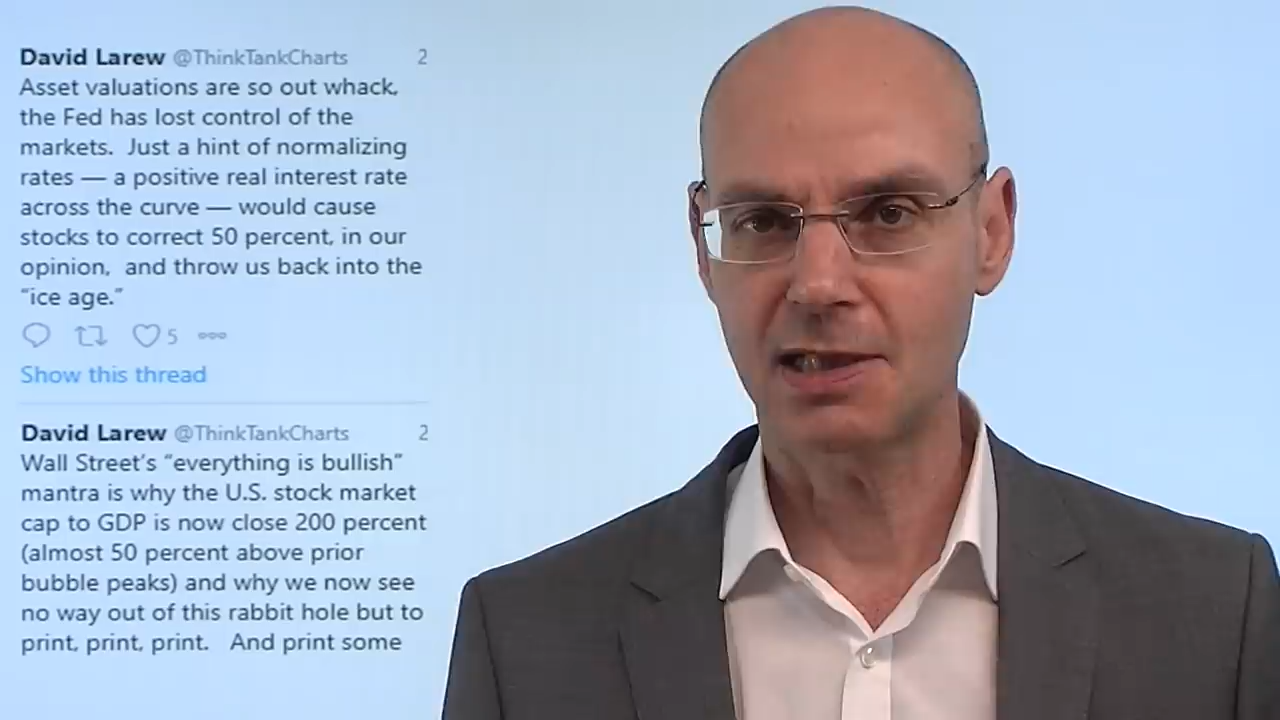 David Larew @ThinkTankCharts 2
Asset valuations are so out whack,
the Fed has lost control of the
markets. Just a hint of normalizing
rates — a positive real interest rate
across the curve — would cause
stocks to correct 50 percent, in our
opinion, and throw us back into the
“ice age.”
5
Show this thread
David Larew @ThinkTankCharts 2
Wall Street’s “everything is bullish”
mantra is why the U.S. stock market
cap to GDP is now close 200 percent
(almost 50 percent above prior
bubble peaks) and why we now see
no way out of this rabbit hole but to
print, print, print. And print some